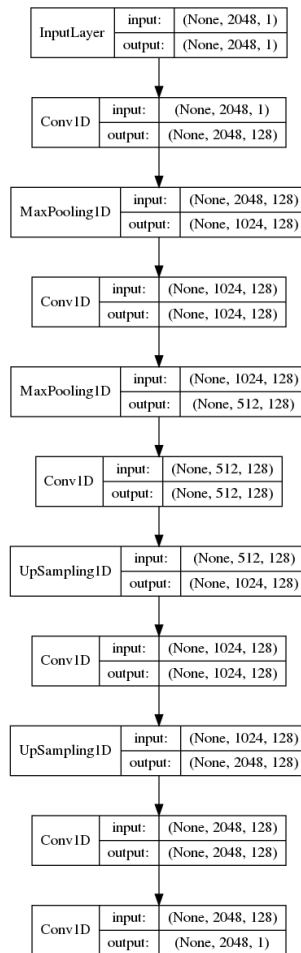 InputLayer
input: (None, 2048, 1)
output: (None, 2048, 1)
Conv1D
input: (None, 2048, 1)
output: (None, 2048, 128)
MaxPooling1D
input: (None, 2048, 128)
output: (None, 1024, 128)
Conv1D
input: (None, 1024, 128)
output: (None, 1024, 128)
MaxPooling1D
input: (None, 1024, 128)
output: (None, 512, 128)
Conv1D
input: (None, 512, 128)
output: (None, 512, 128)
UpSampling1D
input: (None, 512, 128)
output: (None, 1024, 128)
Conv1D
input: (None, 1024, 128)
output: (None, 1024, 128)
UpSampling1D
input: (None, 1024, 128)
output: (None, 2048, 128)
Conv1D
input: (None, 2048, 128)
output: (None, 2048, 128)
Conv1D
input: (None, 2048, 128)
output: (None, 2048, 1)